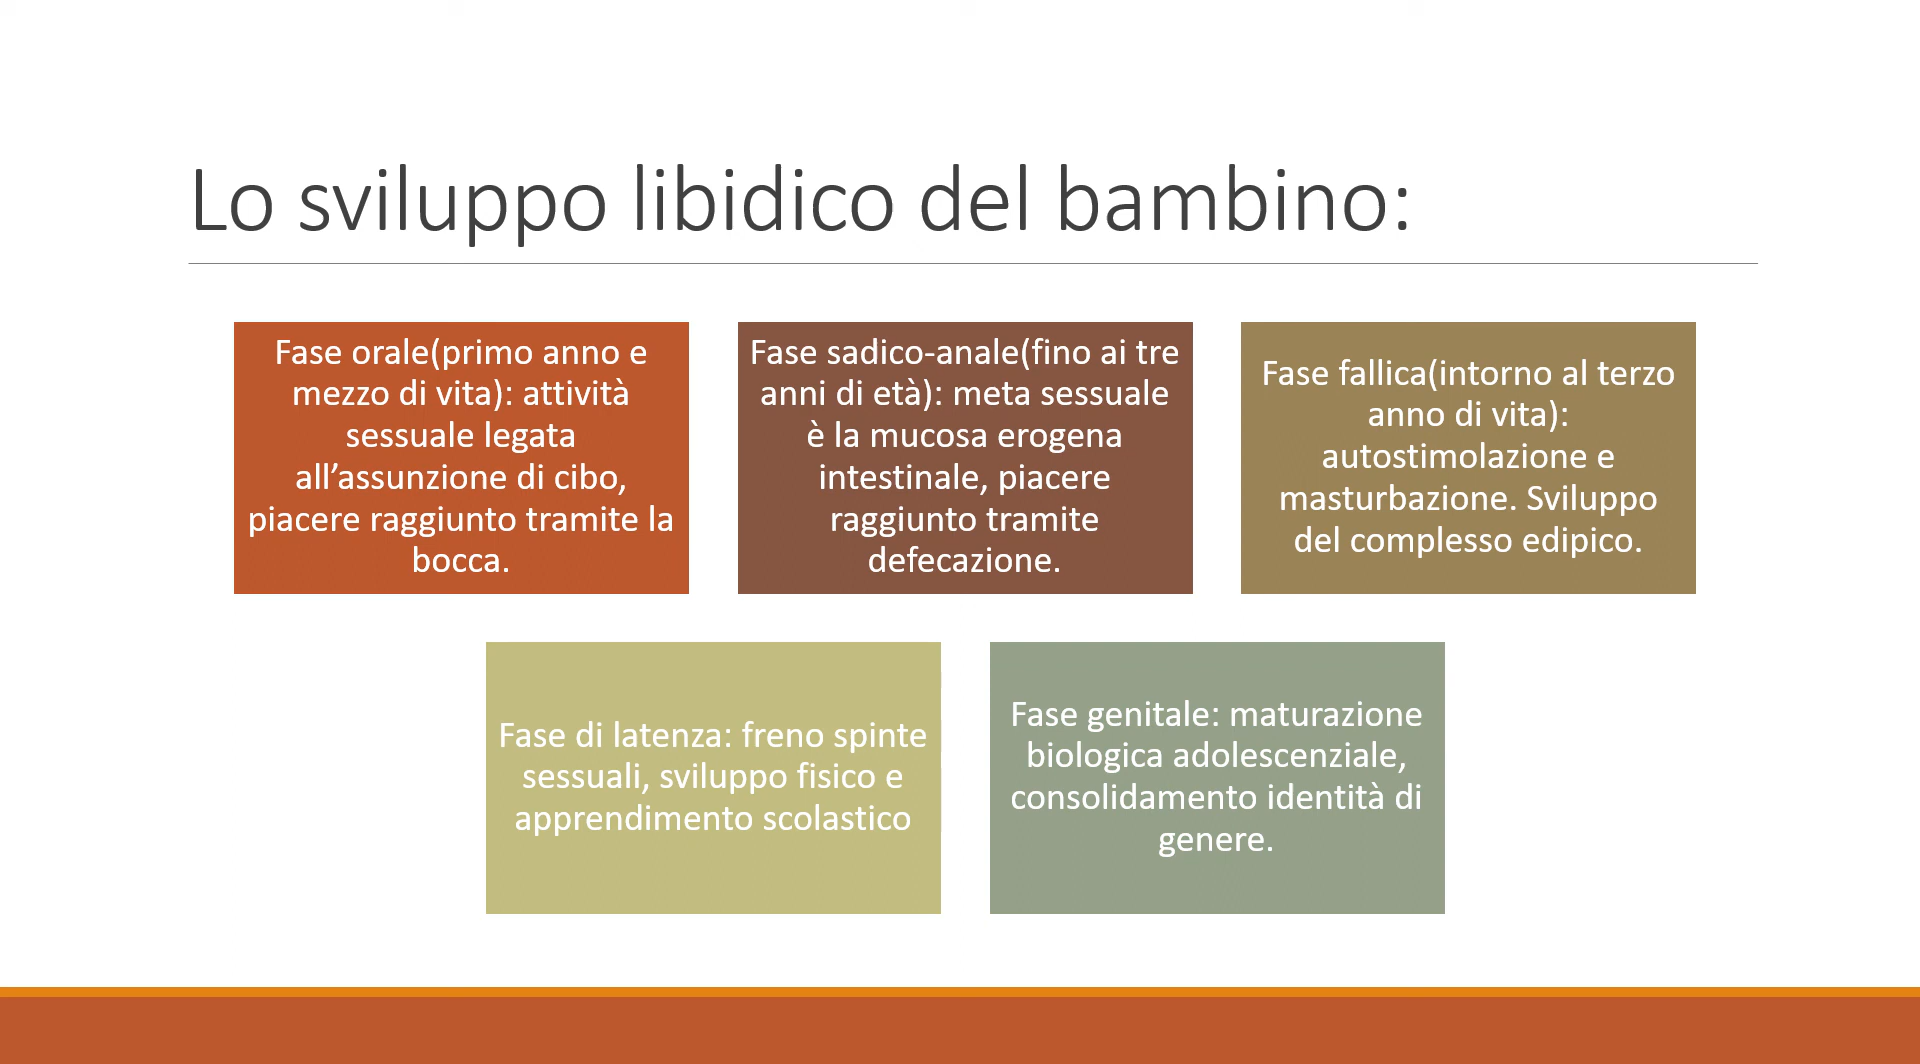 Lo sviluppo libidico del bambino:
Fase orale(primo anno e
mezzo di vita): attività
sessuale legata
all’assunzione di cibo,
piacere raggiunto tramite la
bocca.
Fase sadico-anale(fino ai tre
anni di età): meta sessuale
è la mucosa erogena
intestinale, piacere
raggiunto tramite
defecazione.
Fase fallica(intorno al terzo
anno di vita):
autostimolazione e
masturbazione. Sviluppo
del complesso edipico.
Fase di latenza: freno spinte
sessuali, sviluppo fisico e
apprendimento scolastico
Fase genitale: maturazione
biologica adolescenziale,
consolidamento identità di
genere.